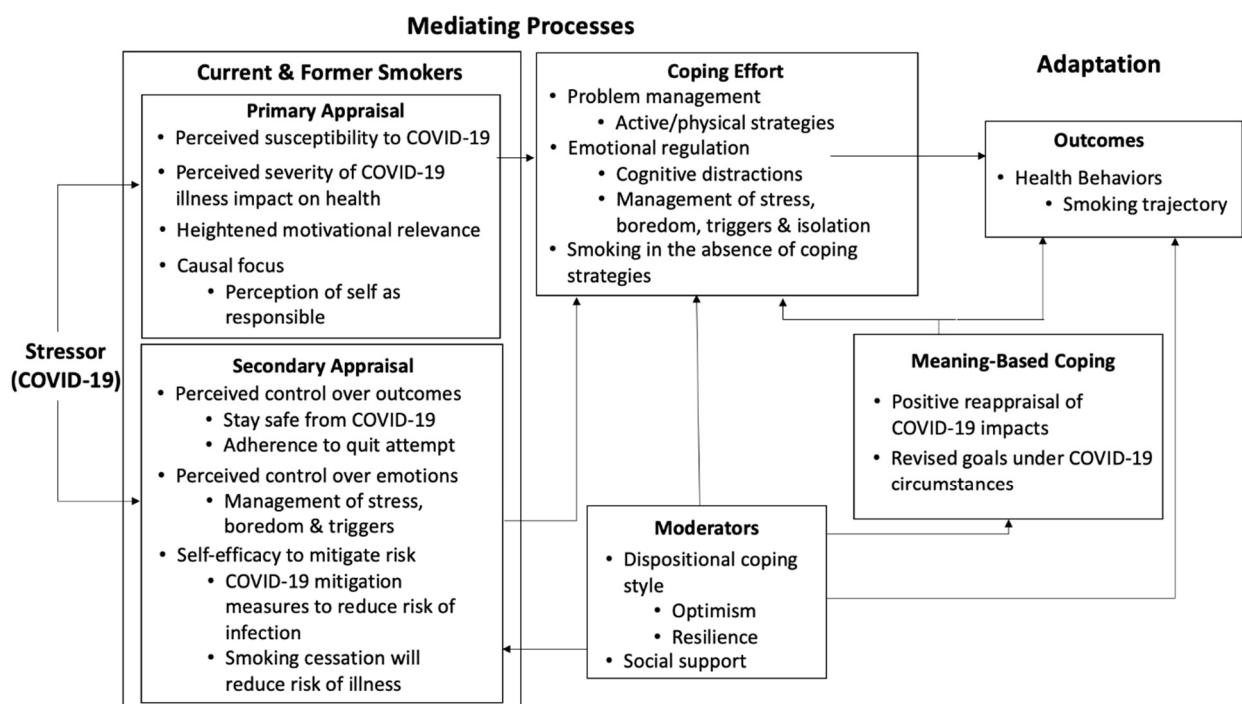 Mediating Processes
Current & Former Smokers
Primary Appraisal
• Perceived susceptibility to COVID-19
• Perceived severity of COVID-19
illness impact on health
• Heightened motivational relevance
• Causal focus
• Perception of self as
responsible
Stressor
(COVID-19)
Secondary Appraisal
• Perceived control over outcomes
• Stay safe from COVID-19
• Adherence to quit attempt
• Perceived control over emotions
• Management of stress,
boredom & triggers
• Self-efficacy to mitigate risk
• COVID-19 mitigation
measures to reduce risk of
infection
• Smoking cessation will
reduce risk of illness
Coping Effort
• Problem management
• Active/physical strategies
• Emotional regulation
• Cognitive distractions
• Management of stress,
boredom, triggers & isolation
• Smoking in the absence of coping
strategies
Moderators
• Dispositional coping
style
• Optimism
• Resilience
• Social support
Adaptation
Outcomes
• Health Behaviors
• Smoking trajectory
Meaning-Based Coping
• Positive reappraisal of
COVID-19 impacts
• Revised goals under COVID-19
circumstances